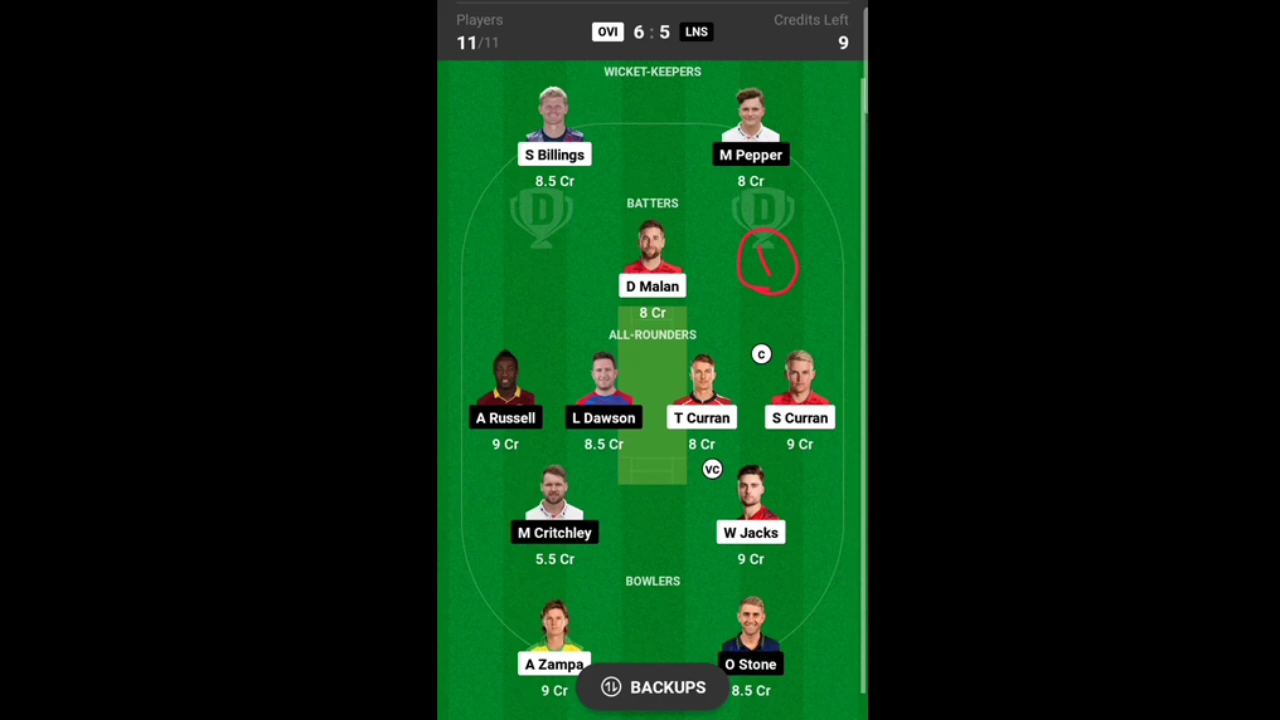 Players
11/11
OVI 6 : 5 LNS
Credits Left
9
WICKET-KEEPERS
S Billings
8.5 Cr
M Pepper
8 Cr
D
D
BATTERS
D Malan
8 Cr
ALL-ROUNDERS
A Russell
9 Cr
L Dawson
8.5 Cr
T Curran
8 Cr
C
S Curran
9 Cr
M Critchley
5.5 Cr
VC
W Jacks
9 Cr
BOWLERS
A Zampa
9 Cr
O Stone
8.5 Cr
BACKUPS